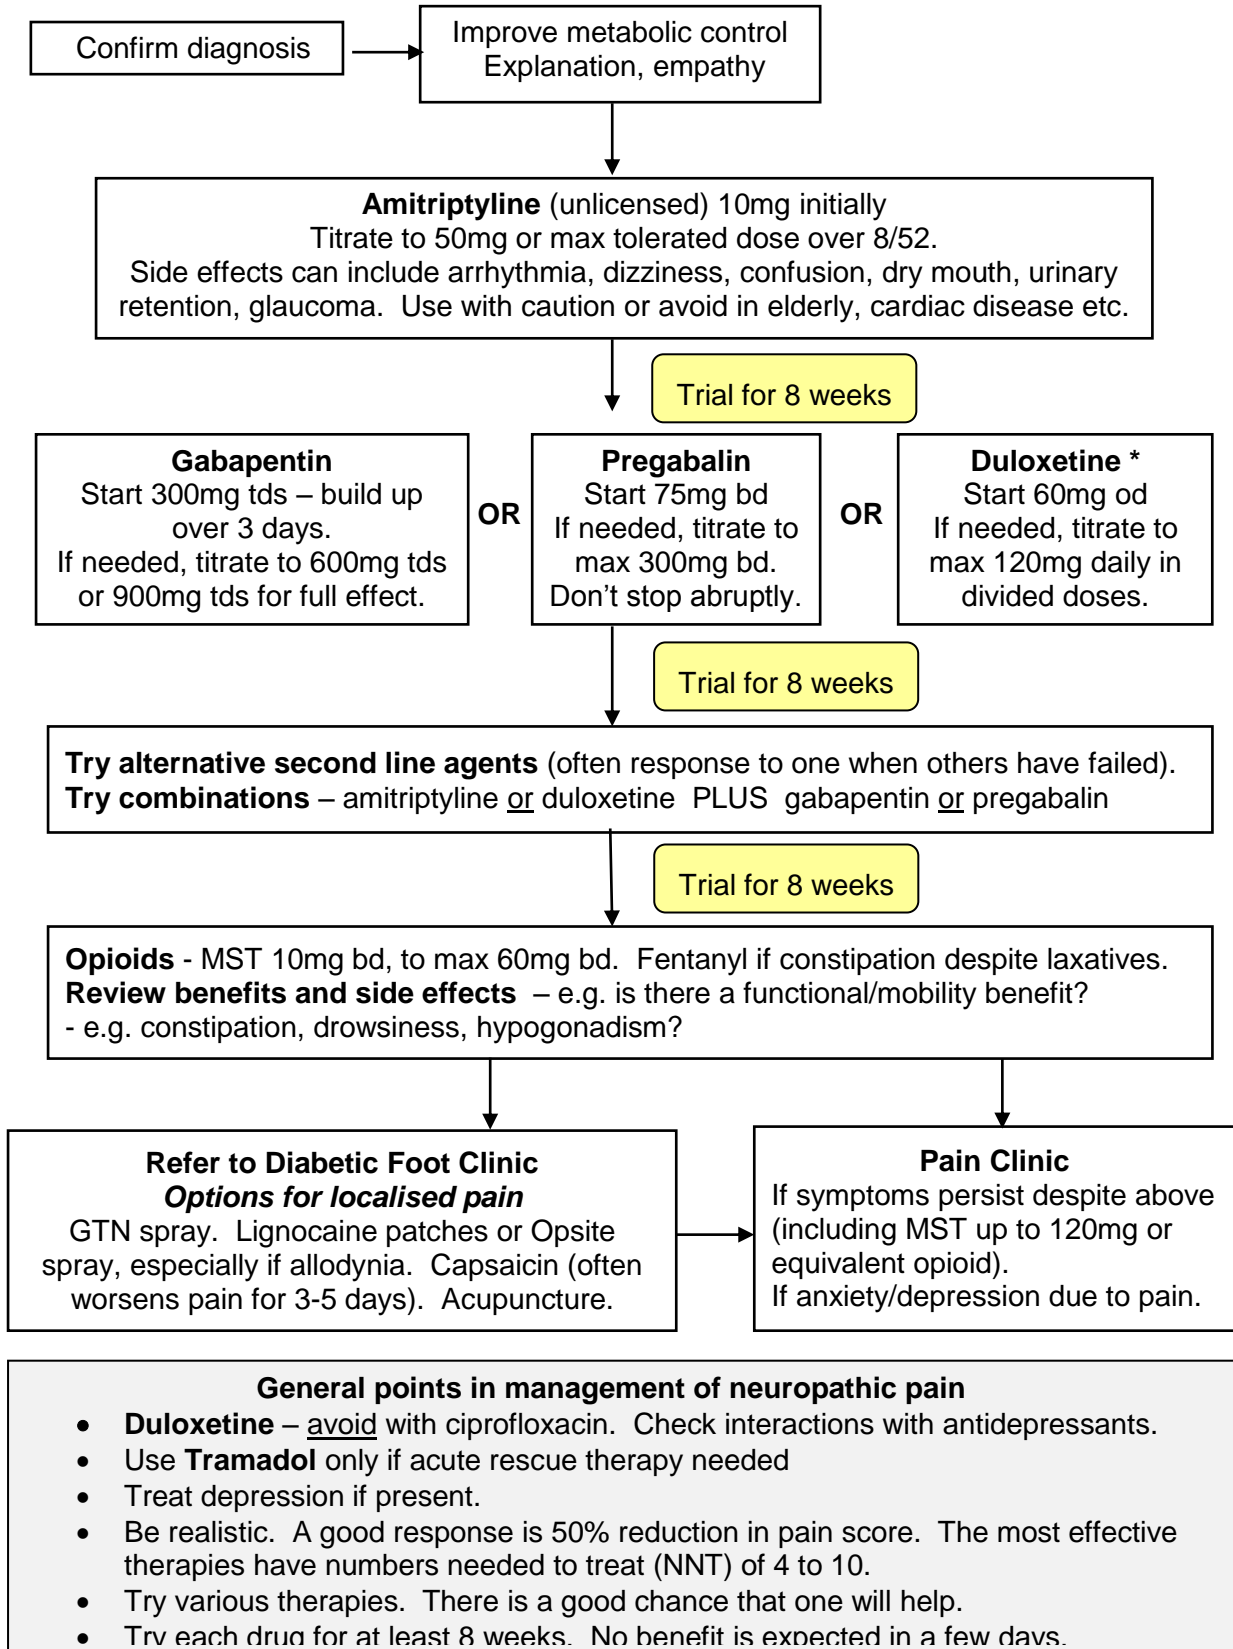 Confirm diagnosis
Improve metabolic control
Explanation, empathy
Amitriptyline (unlicensed) 10mg initially
Titrate to 50mg or max tolerated dose over 8/52.
Side effects can include arrhythmia, dizziness, confusion, dry mouth, urinary
retention, glaucoma. Use with caution or avoid in elderly, cardiac disease etc.
Trial for 8 weeks
Gabapentin
Start 300mg tds – build up
over 3 days.
If needed, titrate to 600mg tds
or 900mg tds for full effect.
OR
Pregabalin
Start 75mg bd
If needed, titrate to
max 300mg bd.
Don’t stop abruptly.
OR
Duloxetine *
Start 60mg od
If needed, titrate to
max 120mg daily in
divided doses.
Trial for 8 weeks
Try alternative second line agents (often response to one when others have failed).
Try combinations – amitriptyline or duloxetine PLUS gabapentin or pregabalin
Trial for 8 weeks
Opioids - MST 10mg bd, to max 60mg bd. Fentanyl if constipation despite laxatives.
Review benefits and side effects – e.g. is there a functional/mobility benefit?
- e.g. constipation, drowsiness, hypogonadism?
Refer to Diabetic Foot Clinic
Options for localised pain
GTN spray. Lignocaine patches or Opsite
spray, especially if allodynia. Capsaicin (often
worsens pain for 3-5 days). Acupuncture.
Pain Clinic
If symptoms persist despite above
(including MST up to 120mg or
equivalent opioid).
If anxiety/depression due to pain.
General points in management of neuropathic pain
• Duloxetine – avoid with ciprofloxacin. Check interactions with antidepressants.
• Use Tramadol only if acute rescue therapy needed
• Treat depression if present.
• Be realistic. A good response is 50% reduction in pain score. The most effective
therapies have numbers needed to treat (NNT) of 4 to 10.
• Try various therapies. There is a good chance that one will help.
• Try each drug for at least 8 weeks. No benefit is expected in a few days.